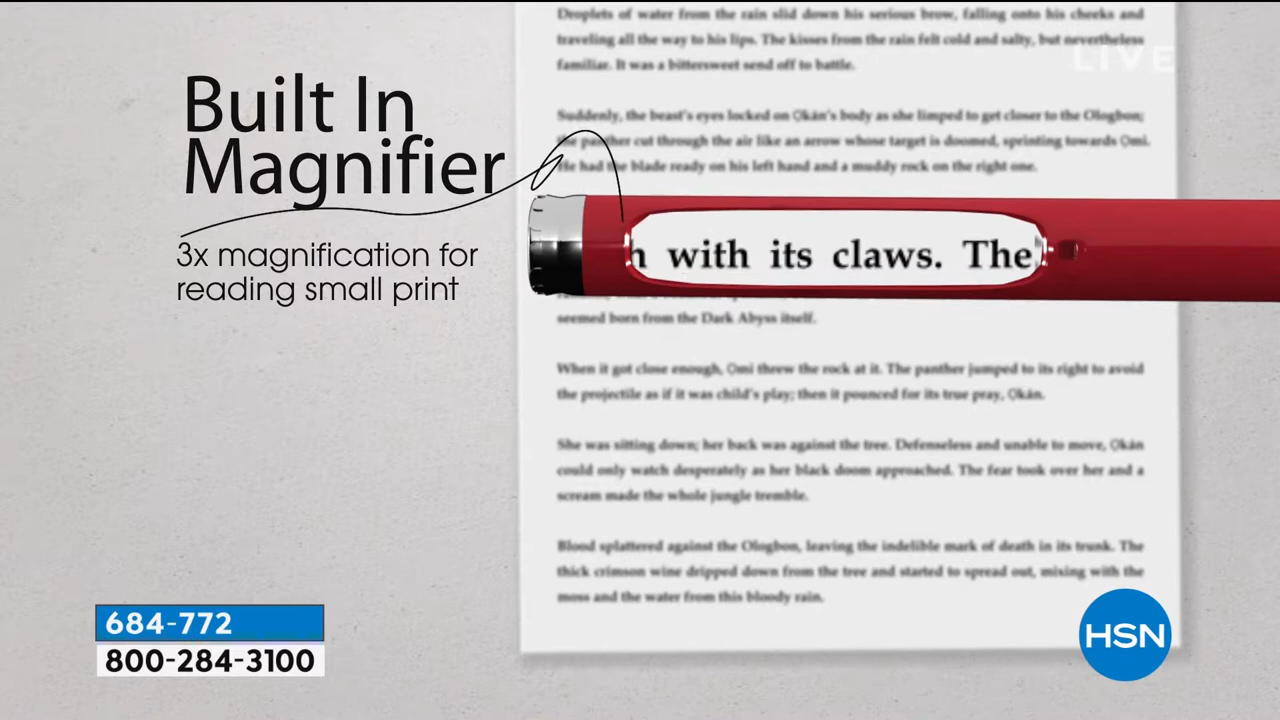 Droplets of water from the rain slid down his serious brow, falling onto his cheeks and
traveling all the way to his lips. The kisses from the rain felt cold and salty, but nevertheless
familiar. It was a bittersweet send off to battle.
LIVE
Built In
Magnifier
3x magnification for
reading small print
Suddenly, the beast's eyes locked on Ọkàn's body as she limped to get closer to the Ologbon;
the panther cut through the air like an arrow whose target is doomed, sprinting towards Omi.
He had the blade ready on his left hand and a muddy rock on the right one.
h with its claws. The
seemed born from the Dark Abyss itself.
When it got close enough, Omi threw the rock at it. The panther jumped to its right to avoid
the projectile as if it was child's play; then it pounced for its true pray, Ọkàn.
She was sitting down; her back was against the tree. Defenseless and unable to move, Ọkàn
could only watch desperately as her black doom approached. The fear took over her and a
scream made the whole jungle tremble.
Blood splattered against the Ologbon, leaving the indelible mark of death in its trunk. The
thick crimson wine dripped down from the tree and started to spread out, mixing with the
moss and the water from this bloody rain.
684-772
800-284-3100
HSN